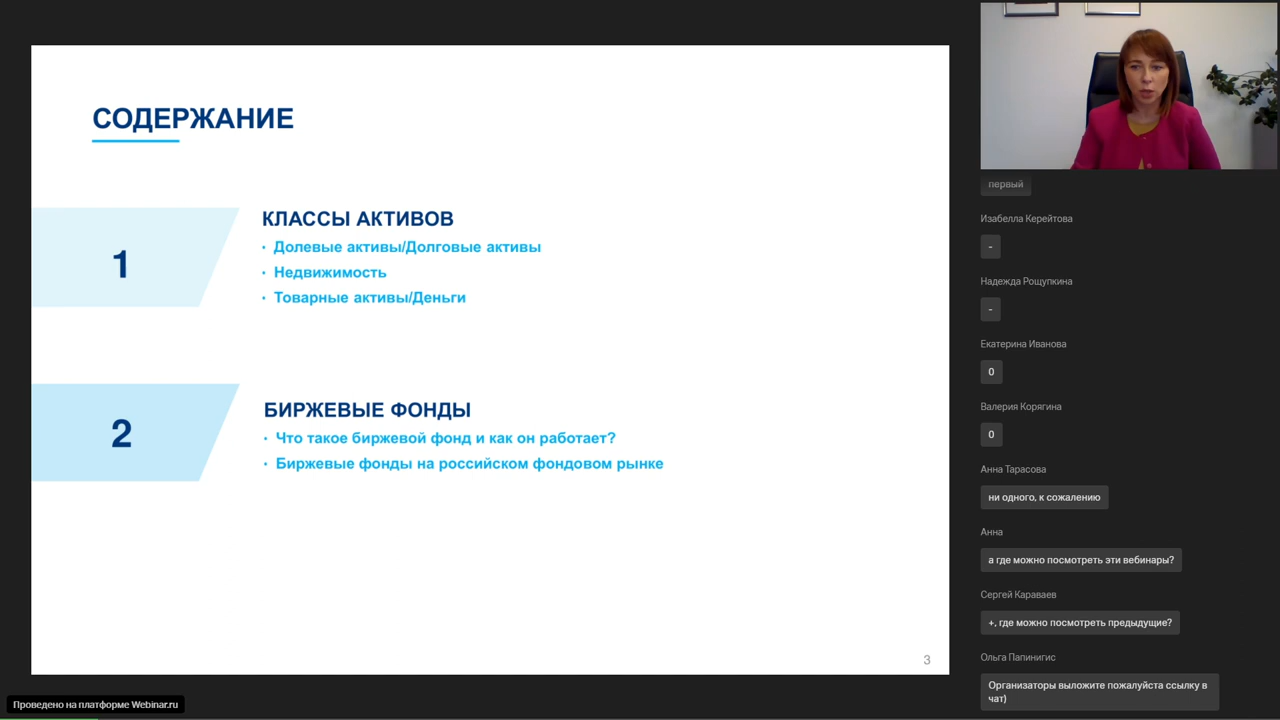 СОДЕРЖАНИЕ
1
КЛАССЫ АКТИВОВ
• Долевые активы/Долговые активы
• Недвижимость
• Товарные активы/Деньги
2
БИРЖЕВЫЕ ФОНДЫ
• Что такое биржевой фонд и как он работает?
• Биржевые фонды на российском фондовом рынке
3
Проведено на платформе Webinar.ru
первый
Изабелла Керейтова
-
Надежда Рощупкина
-
Екатерина Иванова
0
Валерия Корягина
0
Анна Тарасова
ни одного, к сожалению
Анна
а где можно посмотреть эти вебинары?
Сергей Караваев
+, где можно посмотреть предыдущие?
Ольга Папинигис
Организаторы выложите пожалуйста ссылку в
чат)